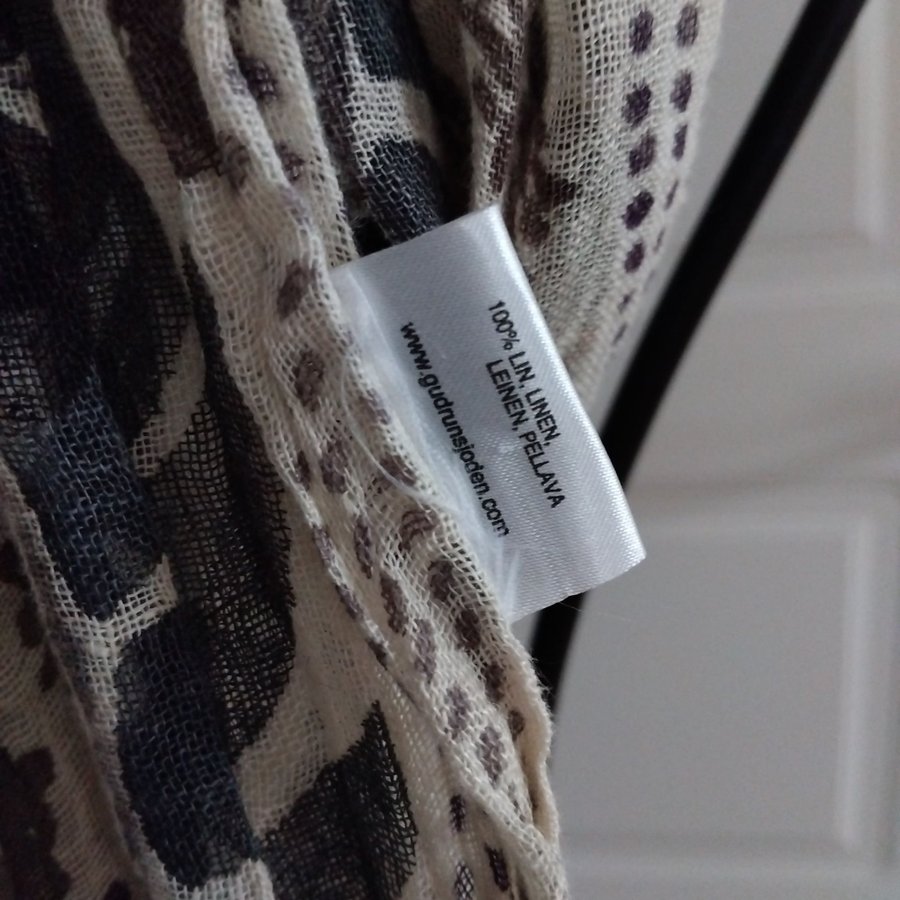 100% LIN, LINEN,
LEINEN, PELLAVA
www.gudrunsjoden.com